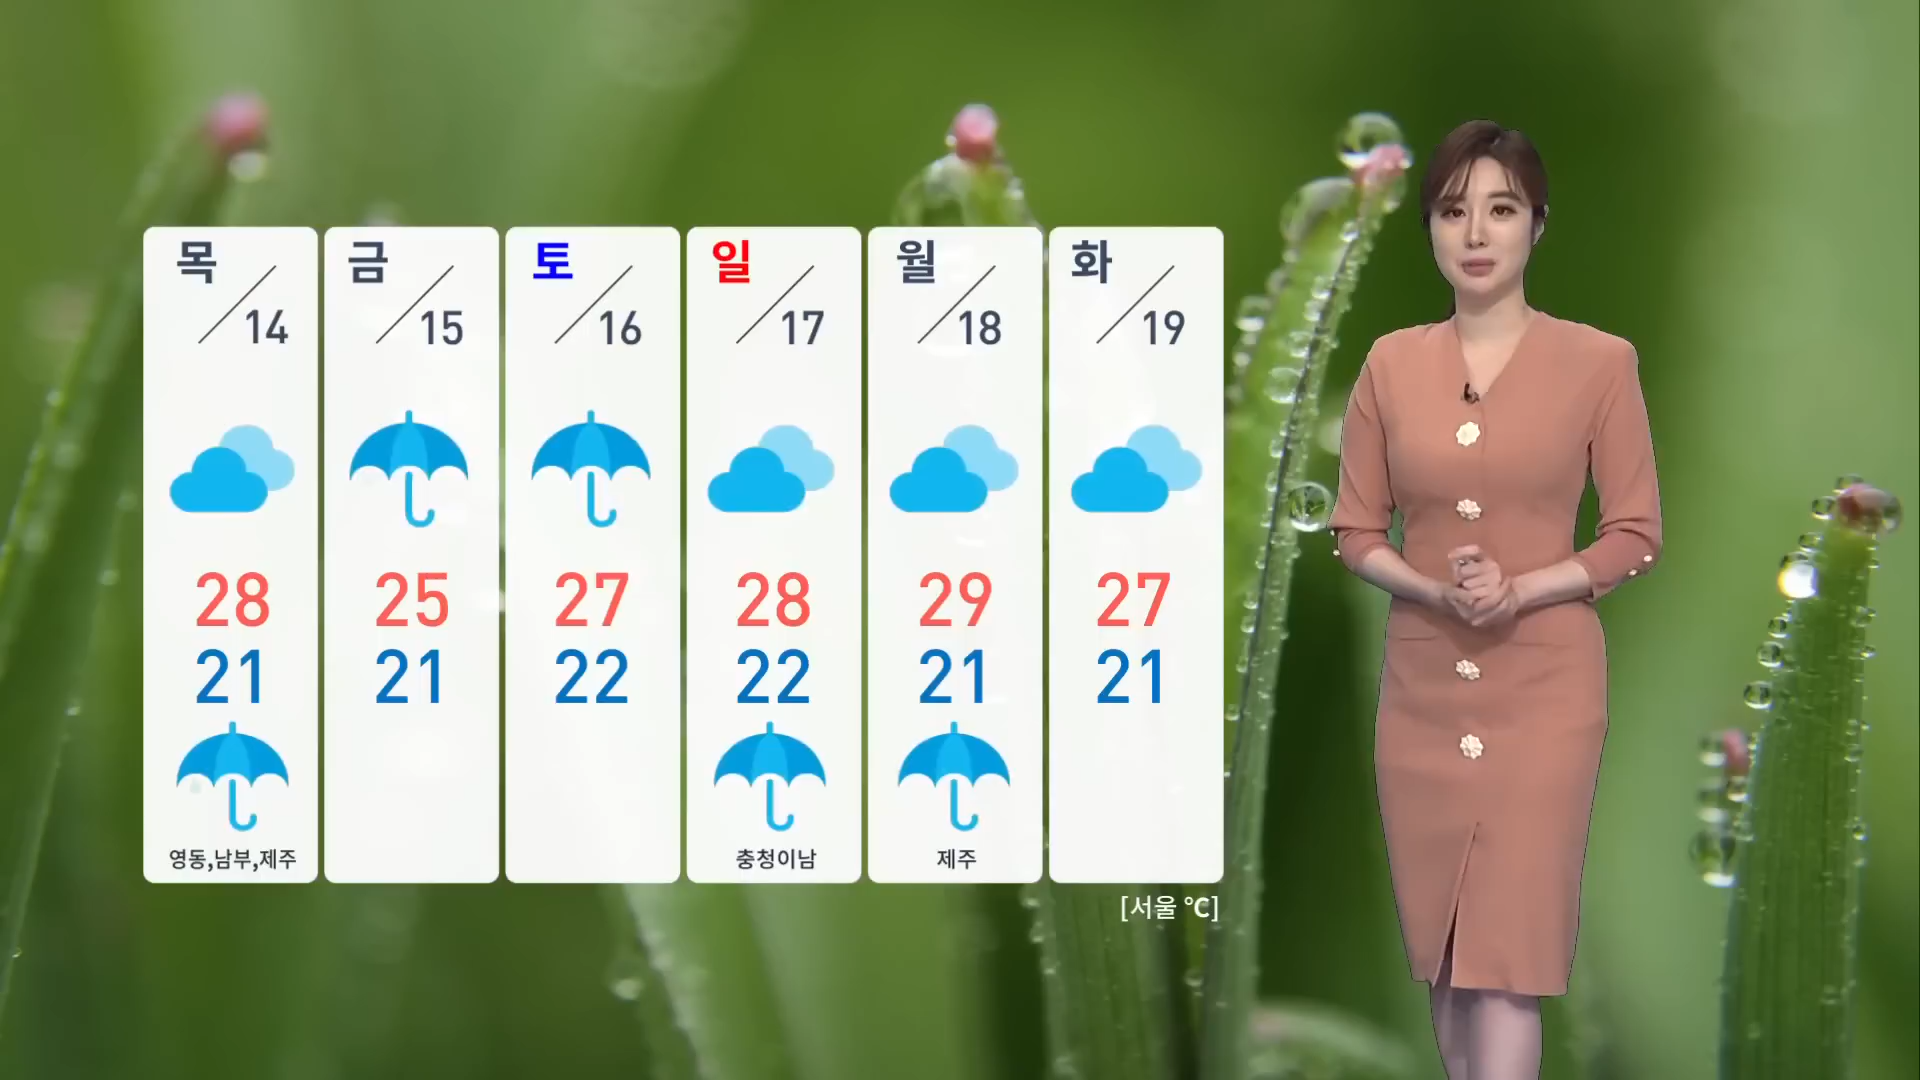 목 14
금 15
토 16
일 17
월 18
화 19
28 25 27 28 29 27
21 21 22 22 21 21
영동,남부,제주
충청이남
제주
[서울 ℃]